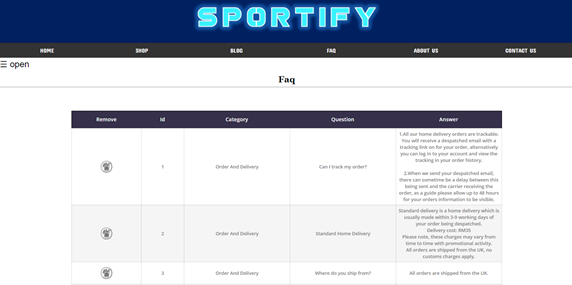 SPORTIFY
HOME SHOP BLOG FAQ ABOUT US CONTACT US
☰ open
Faq
Remove Id Category Question Answer
1 Order And Delivery Can I track my order?
1.All our home delivery orders are trackable.
You will receive a despatched email with a
tracking link on for your order, alternatively
you can log in to your account and view the
tracking in your order history.
2.When we send your despatched email,
there can sometime be a delay between this
being sent and the carrier receiving the
order, as a guide please allow up to 48 hours
for your orders information to be visible.
2 Order And Delivery Standard Home Delivery
Standard delivery is a home delivery which is
usually made within 3-9 working days of
your order being despatched.
Delivery cost: RM35
Please note, these charges may vary from
time to time with promotional activity.
All orders are shipped from the UK, no
customs charges apply.
3 Order And Delivery Where do you ship from? All orders are shipped from the UK.